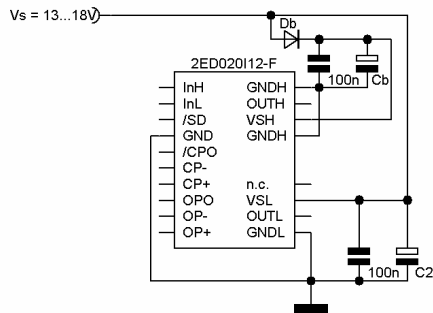 Vs = 13...18V
Db
2ED020I12-F
100n
Cb
InH
GNDH
InL
OUTH
/SD
VSH
GND
GNDH
/CPO
CP-
CP+
n.c.
OPO
VSL
OP-
OUTL
OP+
GNDL
100n
C2